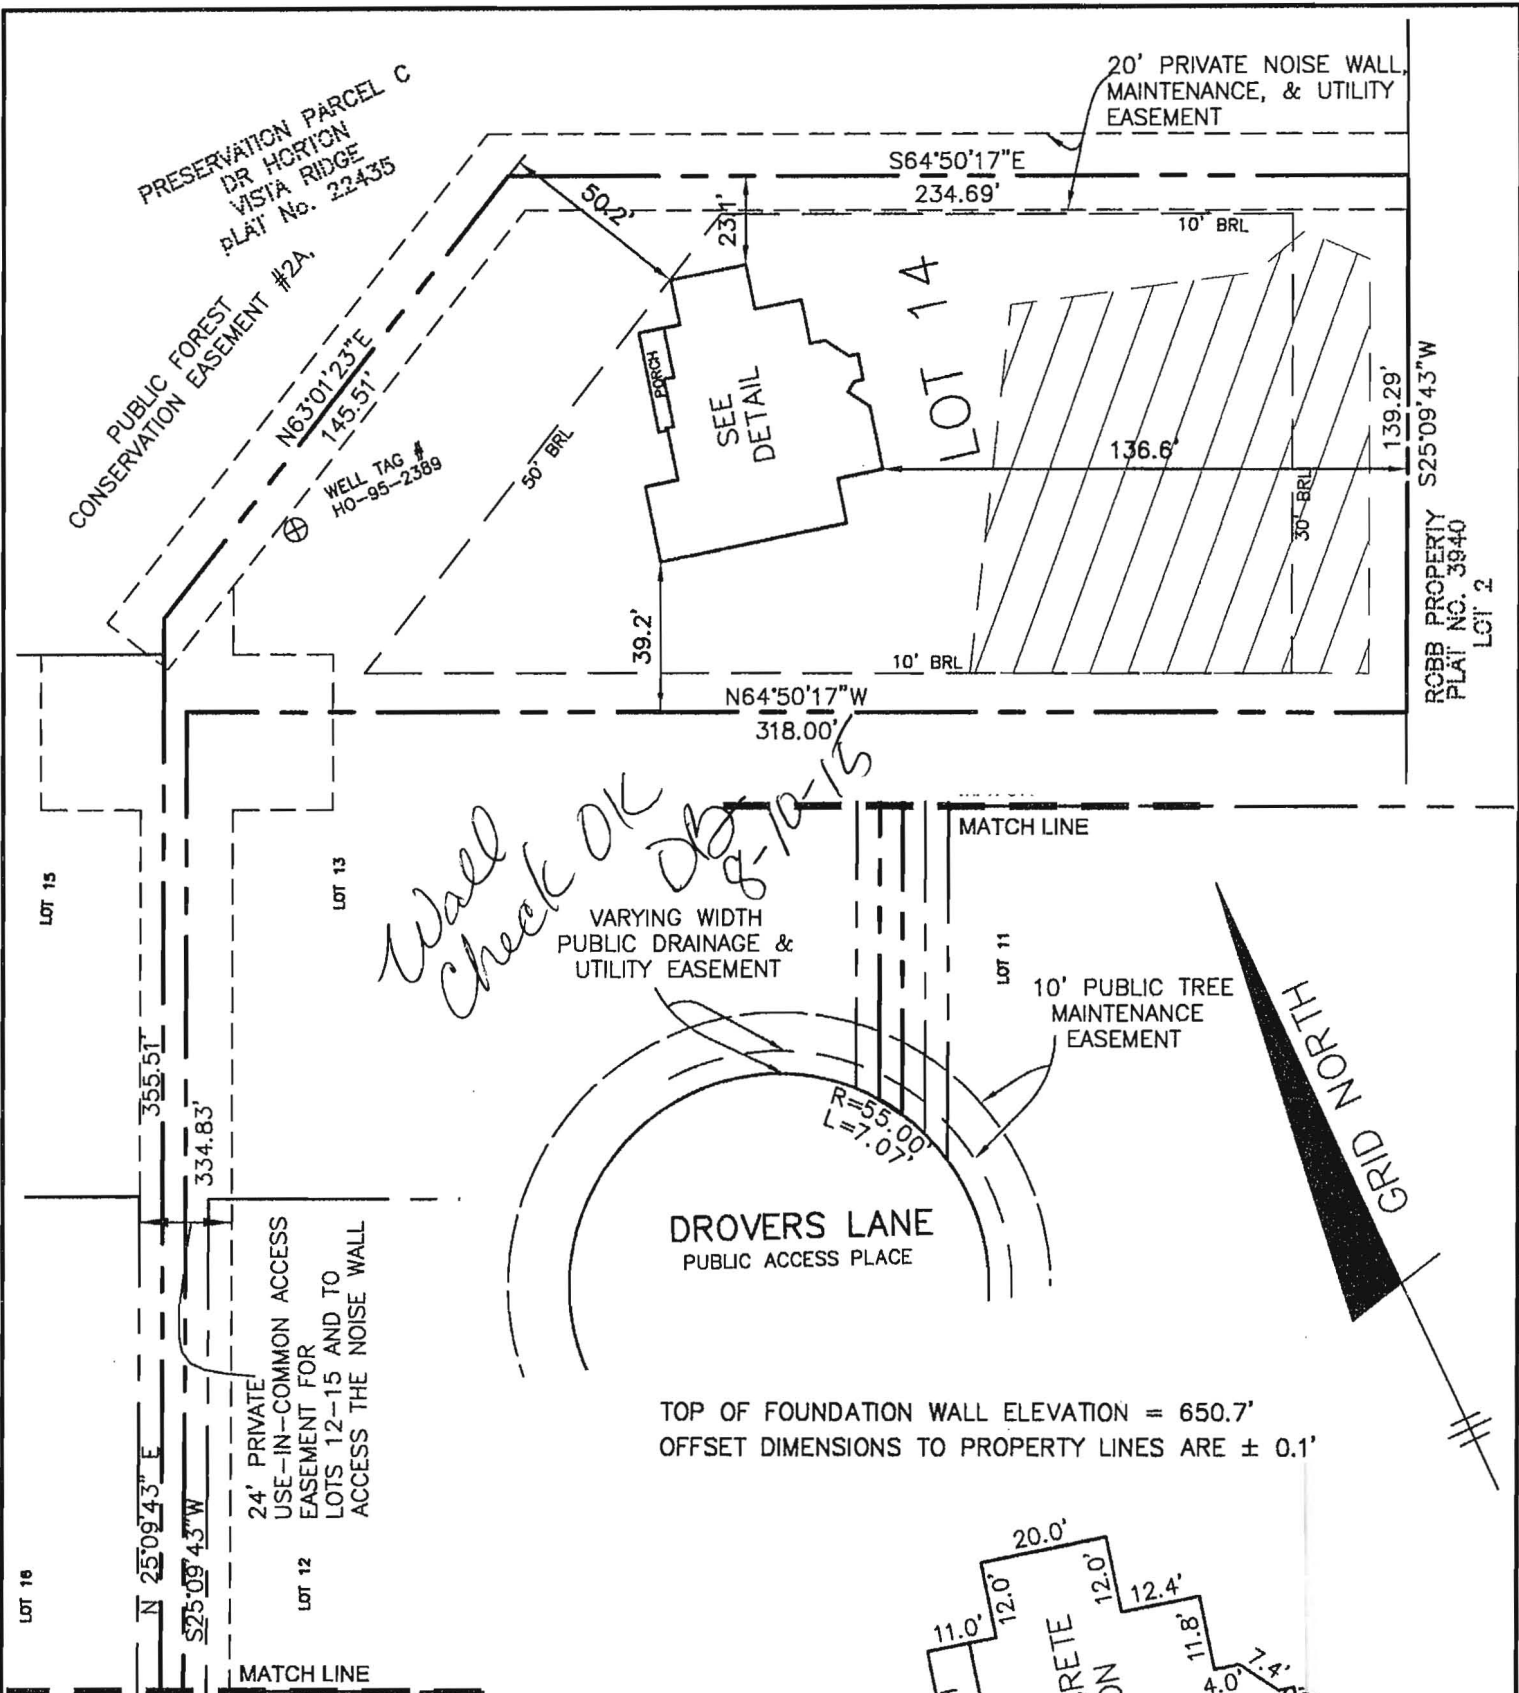 20' PRIVATE NOISE WALL,
MAINTENANCE, & UTILITY
EASEMENT
PRESERVATION PARCEL C
DR HORTON
VISTA RIDGE
PLAT No. 22435
S64°50'17"E
234.69'
50.2'
23.1'
10' BRL
PUBLIC FOREST
CONSERVATION EASEMENT #2A,
N63°01'23"E
145.51'
WELL TAG #
HO-95-2389
50' BRL
PORCH
SEE
DETAIL
LOT 14
136.6'
30' BRL
139.29'
S25°09'43"W
ROBB PROPERTY
PLAT NO. 3940
LOT 2
39.2'
10' BRL
N64°50'17"W
318.00'
Wall
Check OK
DB
8-10-15
MATCH LINE
LOT 15
LOT 13
VARYING WIDTH
PUBLIC DRAINAGE &
UTILITY EASEMENT
LOT 11
10' PUBLIC TREE
MAINTENANCE
EASEMENT
GRID NORTH
355.51'
334.83'
R=55.00'
L=7.07'
DROVERS LANE
PUBLIC ACCESS PLACE
24' PRIVATE
USE-IN-COMMON ACCESS
EASEMENT FOR
LOTS 12-15 AND TO
ACCESS THE NOISE WALL
TOP OF FOUNDATION WALL ELEVATION = 650.7'
OFFSET DIMENSIONS TO PROPERTY LINES ARE ± 0.1'
N 25°09'43" E
S25°09'43"W
LOT 16
LOT 12
MATCH LINE
20.0'
12.0'
12.0'
12.4'
11.0'
11.8'
7.4'
4.0'